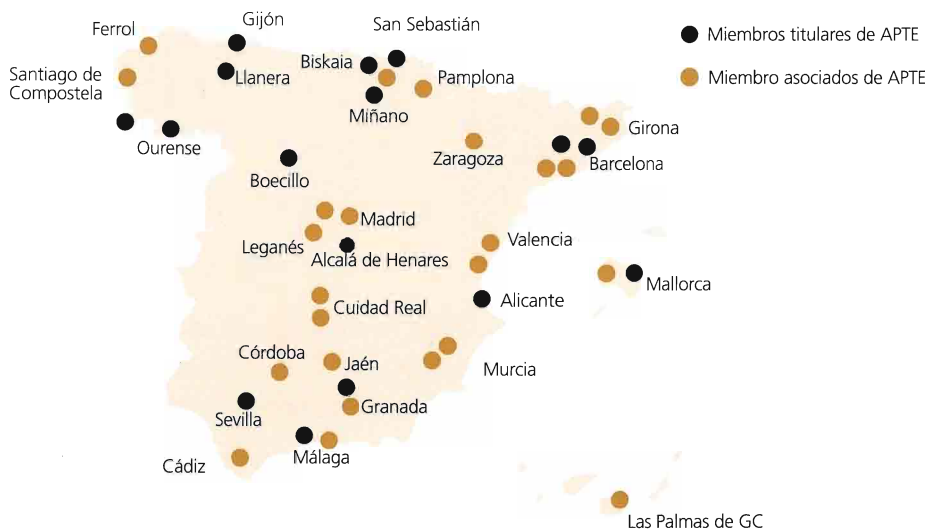 Gijón
San Sebastián
Ferrol
Miembros titulares de APTE
Biskaia
Santiago de
Compostela
Llanera
Pamplona
Miembro asociados de APTE
Miñano
Girona
Ourense
Zaragoza
Barcelona
Boecillo
Madrid
Leganés
Valencia
Alcalá de Henares
Mallorca
Alicante
Cuidad Real
Córdoba
Jaén
Murcia
Granada
Sevilla
Málaga
Cádiz
Las Palmas de GC